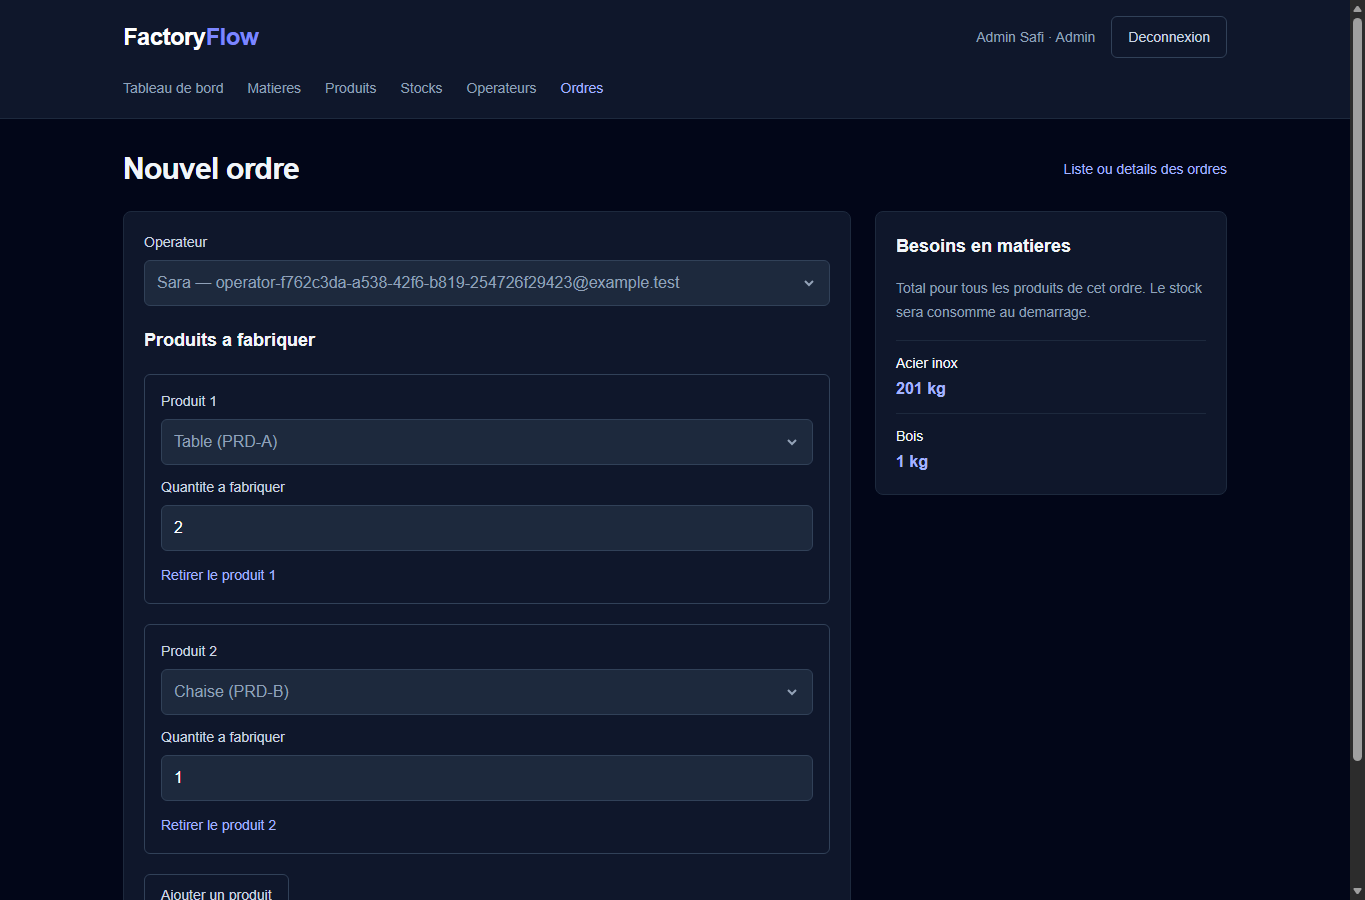 FactoryFlow
Admin Safi · Admin
Deconnexion
Tableau de bord
Matieres
Produits
Stocks
Operateurs
Ordres
Nouvel ordre
Liste ou details des ordres
Operateur
Sara — operator-f762c3da-a538-42f6-b819-254726f29423@example.test
Produits a fabriquer
Produit 1
Table (PRD-A)
Quantite a fabriquer
2
Retirer le produit 1
Produit 2
Chaise (PRD-B)
Quantite a fabriquer
1
Retirer le produit 2
Ajouter un produit
Besoins en matieres
Total pour tous les produits de cet ordre. Le stock
sera consomme au demarrage.
Acier inox
201 kg
Bois
1 kg